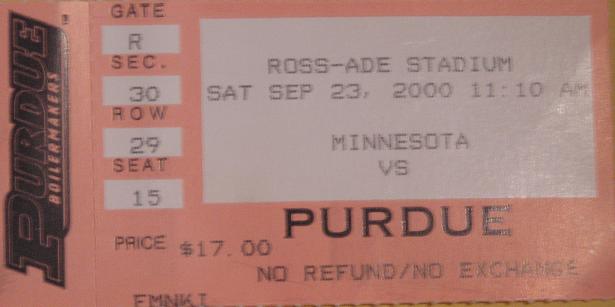 PURDUE
BOILERMAKERS
GATE
R
SEC.
30
ROW
29
SEAT
15
PRICE $17.00
ROSS-ADE STADIUM
SAT SEP 23, 2000 11:10 AM
MINNESOTA
VS
PURDUE
NO REFUND/NO EXCHANGE